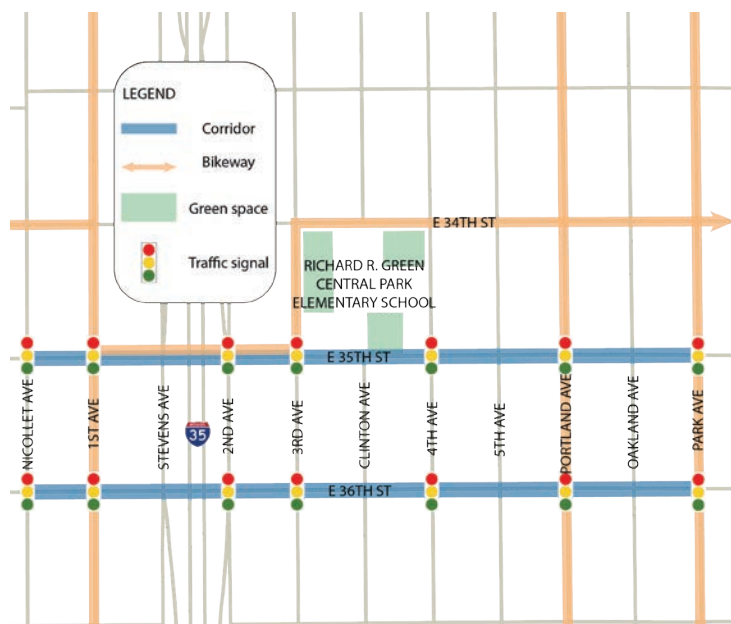 LEGEND
Corridor
Bikeway
Green space
Traffic signal
E 34TH ST
RICHARD R. GREEN
CENTRAL PARK
ELEMENTARY SCHOOL
E 35TH ST
NICOLLET AVE
1ST AVE
STEVENS AVE
35
2ND AVE
3RD AVE
CLINTON AVE
4TH AVE
5TH AVE
PORTLAND AVE
OAKLAND AVE
PARK AVE
E 36TH ST